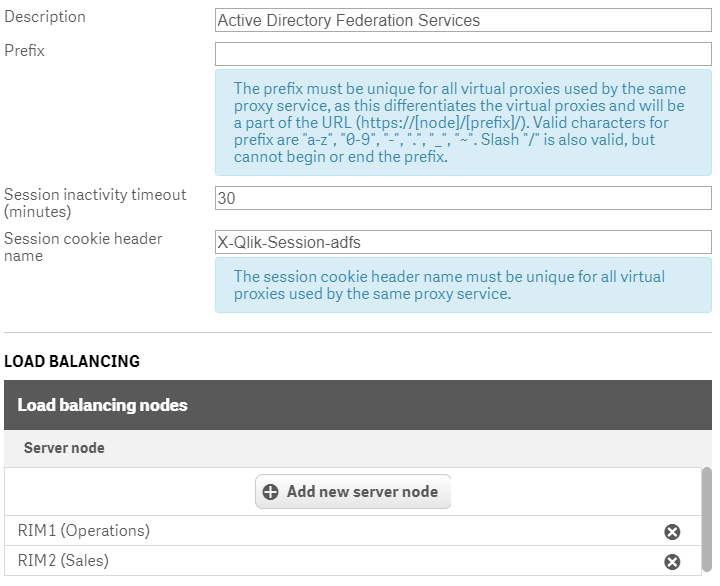 Description
Active Directory Federation Services
Prefix
The prefix must be unique for all virtual proxies used by the same
proxy service, as this differentiates the virtual proxies and will be
a part of the URL (https://[node]/[prefix]/). Valid characters for
prefix are "a-z", "0-9", "-", ".", "_", "~". Slash "/" is also valid, but
cannot begin or end the prefix.
Session inactivity timeout
(minutes)
30
Session cookie header
name
X-Qlik-Session-adfs
The session cookie header name must be unique for all virtual
proxies used by the same proxy service.
LOAD BALANCING
Load balancing nodes
Server node
Add new server node
RIM1 (Operations)
RIM2 (Sales)